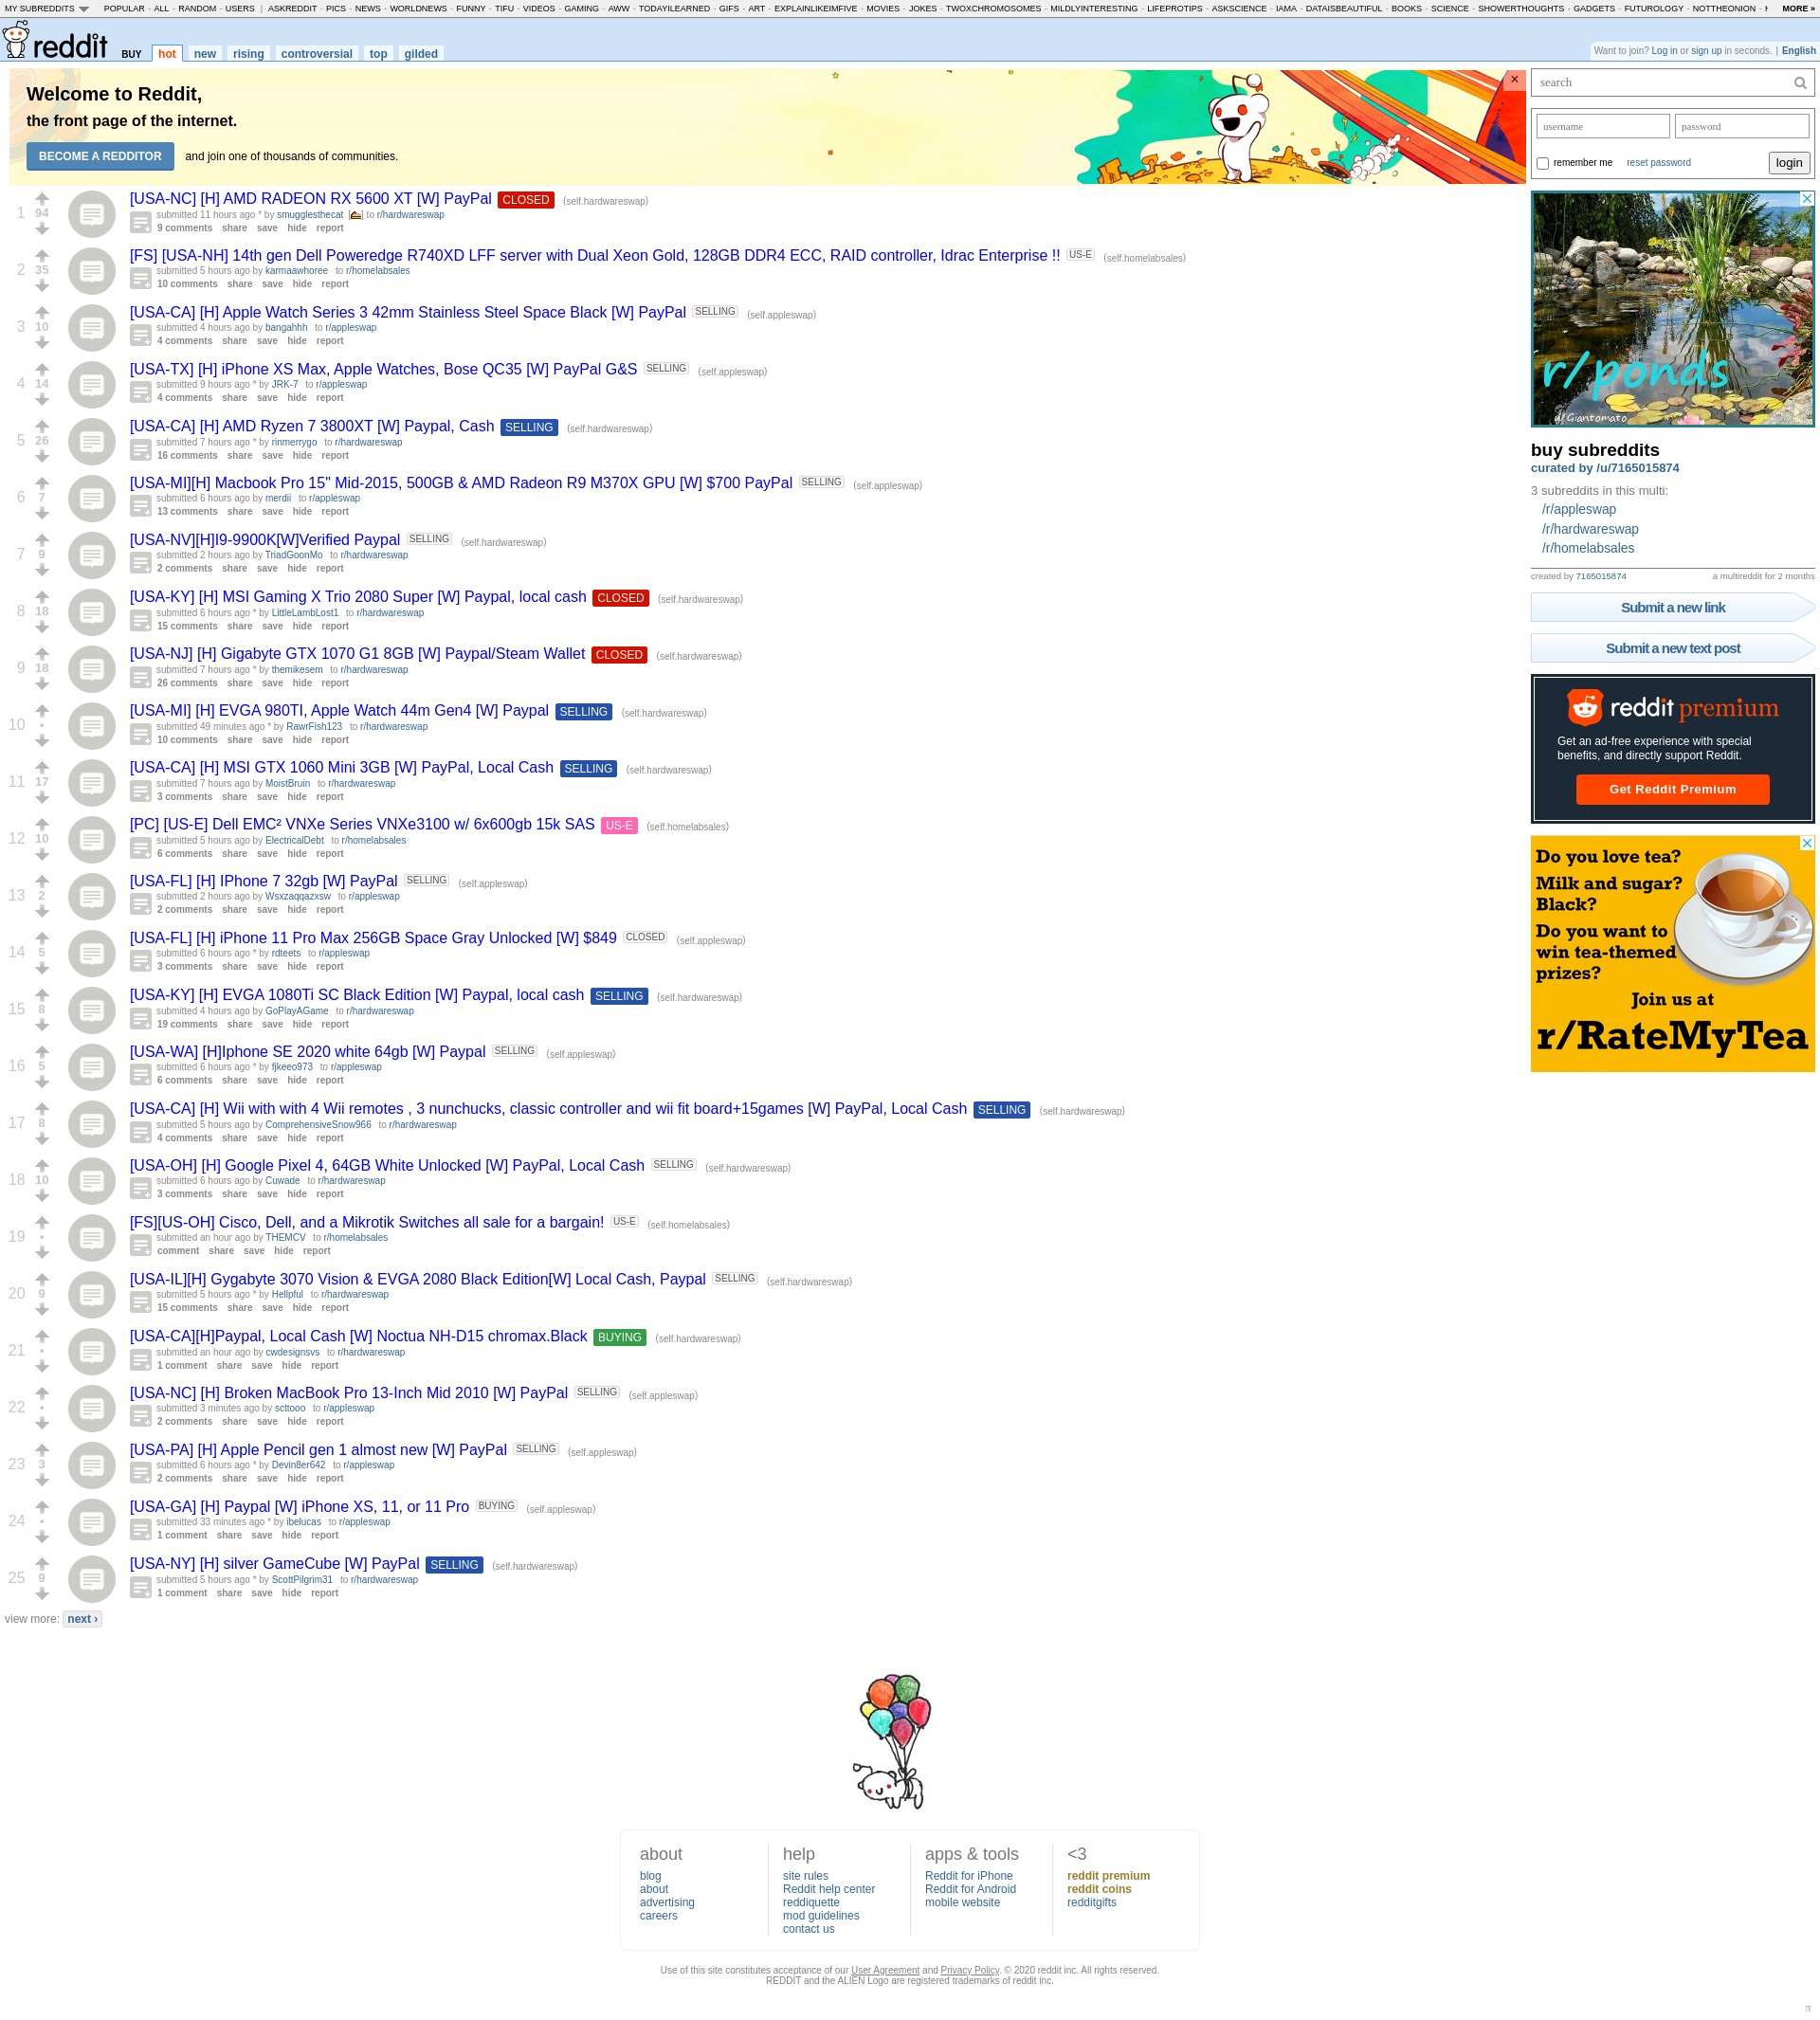 MY SUBREDDITS POPULAR - ALL - RANDOM - USERS | ASKREDDIT - PICS - NEWS - WORLDNEWS - FUNNY - TIFU - VIDEOS - GAMING - AWW - TODAYILEARNED - GIFS - ART - EXPLAINLIKEIMFIVE - MOVIES - JOKES - TWOXCHROMOSOMES - MILDLYINTERESTING - LIFEPROTIPS - ASKSCIENCE - IAMA - DATAISBEAUTIFUL - BOOKS - SCIENCE - SHOWERTHOUGHTS - GADGETS - FUTUROLOGY - NOTTHEONION - MORE »
reddit BUY hot new rising controversial top gilded
Want to join? Log in or sign up in seconds. | English
Welcome to Reddit,
the front page of the internet.
BECOME A REDDITOR and join one of thousands of communities.
×
1 94 [USA-NC] [H] AMD RADEON RX 5600 XT [W] PayPal CLOSED (self.hardwareswap)
submitted 11 hours ago * by smugglesthecat [] to r/hardwareswap
9 comments share save hide report
2 35 [FS] [USA-NH] 14th gen Dell Poweredge R740XD LFF server with Dual Xeon Gold, 128GB DDR4 ECC, RAID controller, Idrac Enterprise !! US-E (self.homelabsales)
submitted 5 hours ago by karmaawhoree to r/homelabsales
10 comments share save hide report
3 10 [USA-CA] [H] Apple Watch Series 3 42mm Stainless Steel Space Black [W] PayPal SELLING (self.appleswap)
submitted 4 hours ago by bangahhh to r/appleswap
4 comments share save hide report
4 14 [USA-TX] [H] iPhone XS Max, Apple Watches, Bose QC35 [W] PayPal G&S SELLING (self.appleswap)
submitted 9 hours ago * by JRK-7 to r/appleswap
4 comments share save hide report
5 26 [USA-CA] [H] AMD Ryzen 7 3800XT [W] Paypal, Cash SELLING (self.hardwareswap)
submitted 7 hours ago * by rinmerrygo to r/hardwareswap
16 comments share save hide report
6 7 [USA-MI][H] Macbook Pro 15" Mid-2015, 500GB & AMD Radeon R9 M370X GPU [W] $700 PayPal SELLING (self.appleswap)
submitted 6 hours ago by merdii to r/appleswap
13 comments share save hide report
7 9 [USA-NV][H]I9-9900K[W]Verified Paypal SELLING (self.hardwareswap)
submitted 2 hours ago by TriadGoonMo to r/hardwareswap
2 comments share save hide report
8 18 [USA-KY] [H] MSI Gaming X Trio 2080 Super [W] Paypal, local cash CLOSED (self.hardwareswap)
submitted 6 hours ago * by LittleLambLost1 to r/hardwareswap
15 comments share save hide report
9 18 [USA-NJ] [H] Gigabyte GTX 1070 G1 8GB [W] Paypal/Steam Wallet CLOSED (self.hardwareswap)
submitted 7 hours ago * by themikesem to r/hardwareswap
26 comments share save hide report
10 • [USA-MI] [H] EVGA 980TI, Apple Watch 44m Gen4 [W] Paypal SELLING (self.hardwareswap)
submitted 49 minutes ago * by RawrFish123 to r/hardwareswap
10 comments share save hide report
11 17 [USA-CA] [H] MSI GTX 1060 Mini 3GB [W] PayPal, Local Cash SELLING (self.hardwareswap)
submitted 7 hours ago by MoistBruin to r/hardwareswap
3 comments share save hide report
12 10 [PC] [US-E] Dell EMC² VNXe Series VNXe3100 w/ 6x600gb 15k SAS US-E (self.homelabsales)
submitted 5 hours ago by ElectricalDebt to r/homelabsales
6 comments share save hide report
13 2 [USA-FL] [H] IPhone 7 32gb [W] PayPal SELLING (self.appleswap)
submitted 2 hours ago by Wsxzaqqazxsw to r/appleswap
2 comments share save hide report
14 5 [USA-FL] [H] iPhone 11 Pro Max 256GB Space Gray Unlocked [W] $849 CLOSED (self.appleswap)
submitted 6 hours ago * by rdteets to r/appleswap
3 comments share save hide report
15 8 [USA-KY] [H] EVGA 1080Ti SC Black Edition [W] Paypal, local cash SELLING (self.hardwareswap)
submitted 4 hours ago by GoPlayAGame to r/hardwareswap
19 comments share save hide report
16 5 [USA-WA] [H]Iphone SE 2020 white 64gb [W] Paypal SELLING (self.appleswap)
submitted 6 hours ago * by fjkeeo973 to r/appleswap
6 comments share save hide report
17 8 [USA-CA] [H] Wii with with 4 Wii remotes , 3 nunchucks, classic controller and wii fit board+15games [W] PayPal, Local Cash SELLING (self.hardwareswap)
submitted 5 hours ago by ComprehensiveSnow966 to r/hardwareswap
4 comments share save hide report
18 10 [USA-OH] [H] Google Pixel 4, 64GB White Unlocked [W] PayPal, Local Cash SELLING (self.hardwareswap)
submitted 6 hours ago by Cuwade to r/hardwareswap
3 comments share save hide report
19 • [FS][US-OH] Cisco, Dell, and a Mikrotik Switches all sale for a bargain! US-E (self.homelabsales)
submitted an hour ago by THEMCV to r/homelabsales
comment share save hide report
20 9 [USA-IL][H] Gygabyte 3070 Vision & EVGA 2080 Black Edition[W] Local Cash, Paypal SELLING (self.hardwareswap)
submitted 5 hours ago * by Hellpful to r/hardwareswap
15 comments share save hide report
21 • [USA-CA][H]Paypal, Local Cash [W] Noctua NH-D15 chromax.Black BUYING (self.hardwareswap)
submitted an hour ago by cwdesignsvs to r/hardwareswap
1 comment share save hide report
22 • [USA-NC] [H] Broken MacBook Pro 13-Inch Mid 2010 [W] PayPal SELLING (self.appleswap)
submitted 3 minutes ago by scttooo to r/appleswap
2 comments share save hide report
23 3 [USA-PA] [H] Apple Pencil gen 1 almost new [W] PayPal SELLING (self.appleswap)
submitted 6 hours ago * by Devin8er642 to r/appleswap
2 comments share save hide report
24 • [USA-GA] [H] Paypal [W] iPhone XS, 11, or 11 Pro BUYING (self.appleswap)
submitted 33 minutes ago * by ibelucas to r/appleswap
1 comment share save hide report
25 9 [USA-NY] [H] silver GameCube [W] PayPal SELLING (self.hardwareswap)
submitted 5 hours ago * by ScottPilgrim31 to r/hardwareswap
1 comment share save hide report
view more: next ›
search
username password
remember me reset password login
r/ponds
u/Giantomato
buy subreddits
curated by /u/7165015874
3 subreddits in this multi:
/r/appleswap
/r/hardwareswap
/r/homelabsales
created by 7165015874 a multireddit for 2 months
Submit a new link
Submit a new text post
reddit premium
Get an ad-free experience with special
benefits, and directly support Reddit.
Get Reddit Premium
Do you love tea?
Milk and sugar?
Black?
Do you want to
win tea-themed
prizes?
Join us at
r/RateMyTea
about help apps & tools <3
blog site rules Reddit for iPhone reddit premium
about Reddit help center Reddit for Android reddit coins
advertising reddiquette mobile website redditgifts
careers mod guidelines
contact us
Use of this site constitutes acceptance of our User Agreement and Privacy Policy. © 2020 reddit inc. All rights reserved.
REDDIT and the ALIEN Logo are registered trademarks of reddit inc.
π